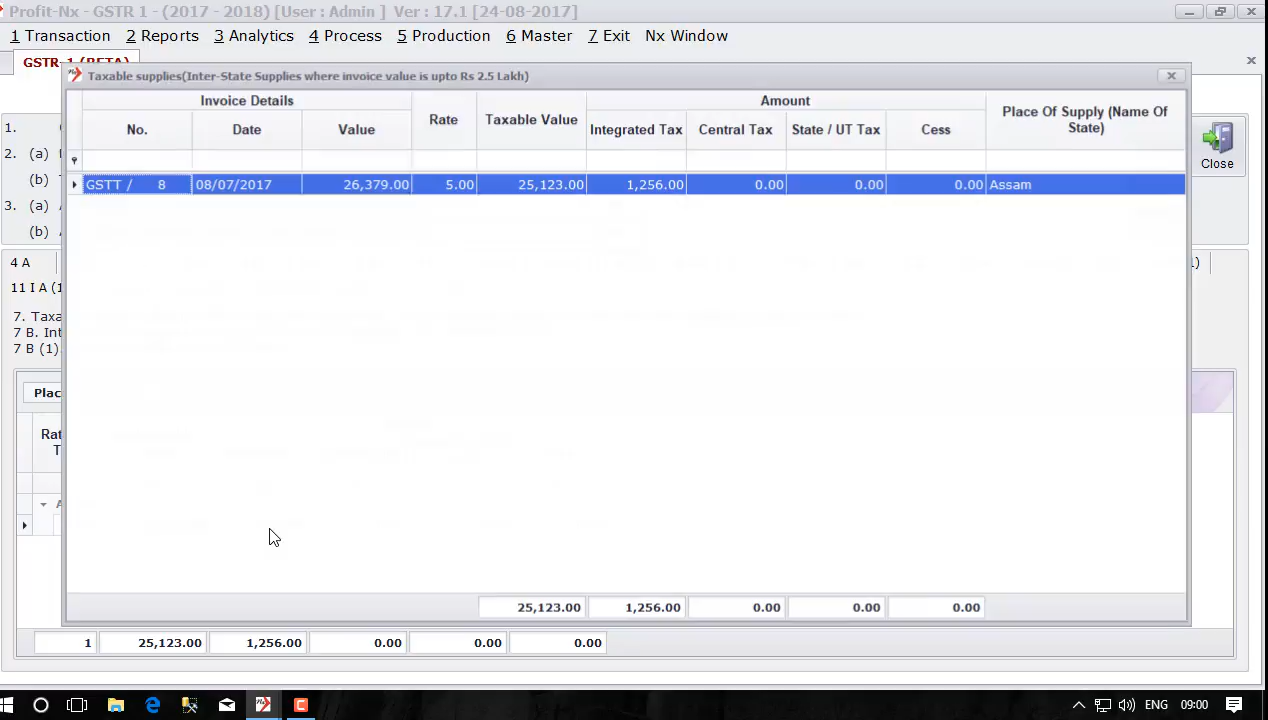 Profit-Nx - GSTR 1 - (2017 - 2018) [User : Admin ] Ver : 17.1 [24-08-2017]
1 Transaction 2 Reports 3 Analytics 4 Process 5 Production 6 Master 7 Exit Nx Window
GSTR-1 (BETA)
Taxable supplies(Inter-State Supplies where invoice value is upto Rs 2.5 Lakh)
Invoice Details Rate Taxable Value Amount Place Of Supply (Name Of State)
No. Date Value Integrated Tax Central Tax State / UT Tax Cess
GSTT / 8 08/07/2017 26,379.00 5.00 25,123.00 1,256.00 0.00 0.00 0.00 Assam
1.
2. (a)
(b)
3. (a)
(b)
Close
4 A
11 I A (1
7. Taxa
7 B. Int
7 B (1)
Plac
Rat
T
25,123.00 1,256.00 0.00 0.00 0.00
1 25,123.00 1,256.00 0.00 0.00 0.00
ENG 09:00